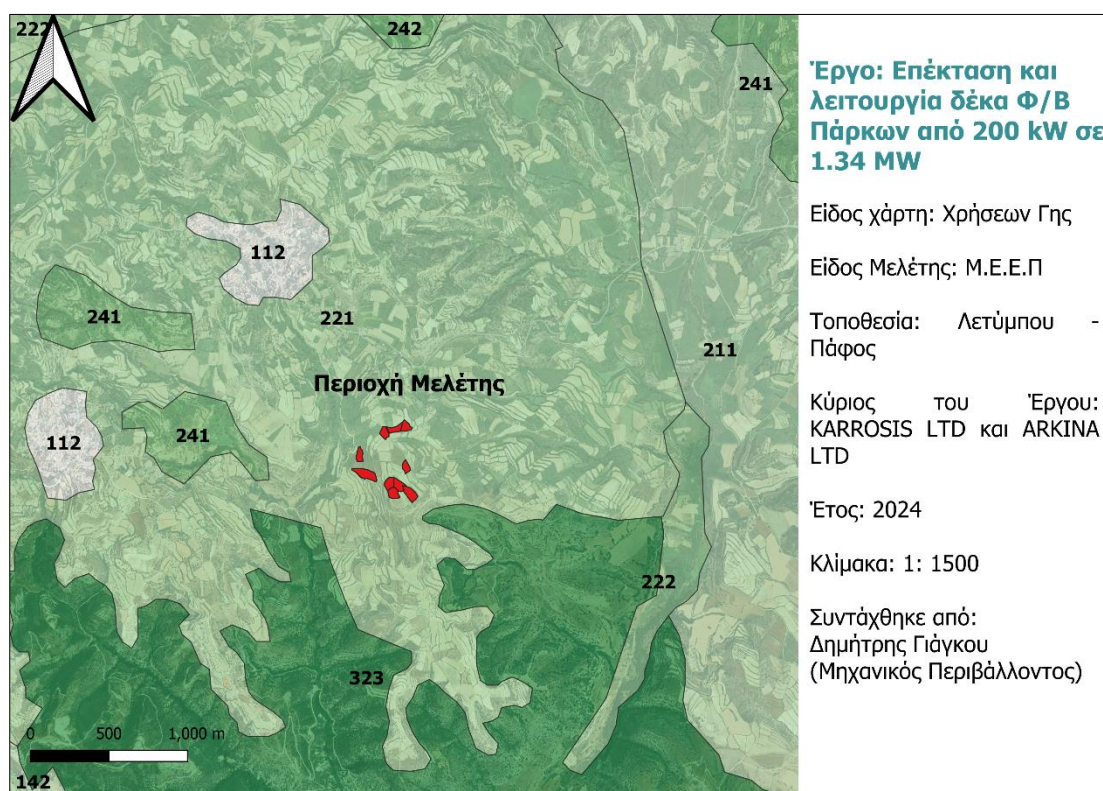 222
242
241
112
241
221
211
Περιοχή Μελέτης
112
241
222
323
0 500 1,000 m
142
Έργο: Επέκταση και
λειτουργία δέκα Φ/Β
Πάρκων από 200 kW σε
1.34 MW
Είδος χάρτη: Χρήσεων Γης
Είδος Μελέτης: Μ.Ε.Ε.Π
Τοποθεσία: Λετύμπου -
Πάφος
Κύριος του Έργου:
KARROSIS LTD και ARKINA
LTD
Έτος: 2024
Κλίμακα: 1: 1500
Συντάχθηκε από:
Δημήτρης Γιάγκου
(Μηχανικός Περιβάλλοντος)